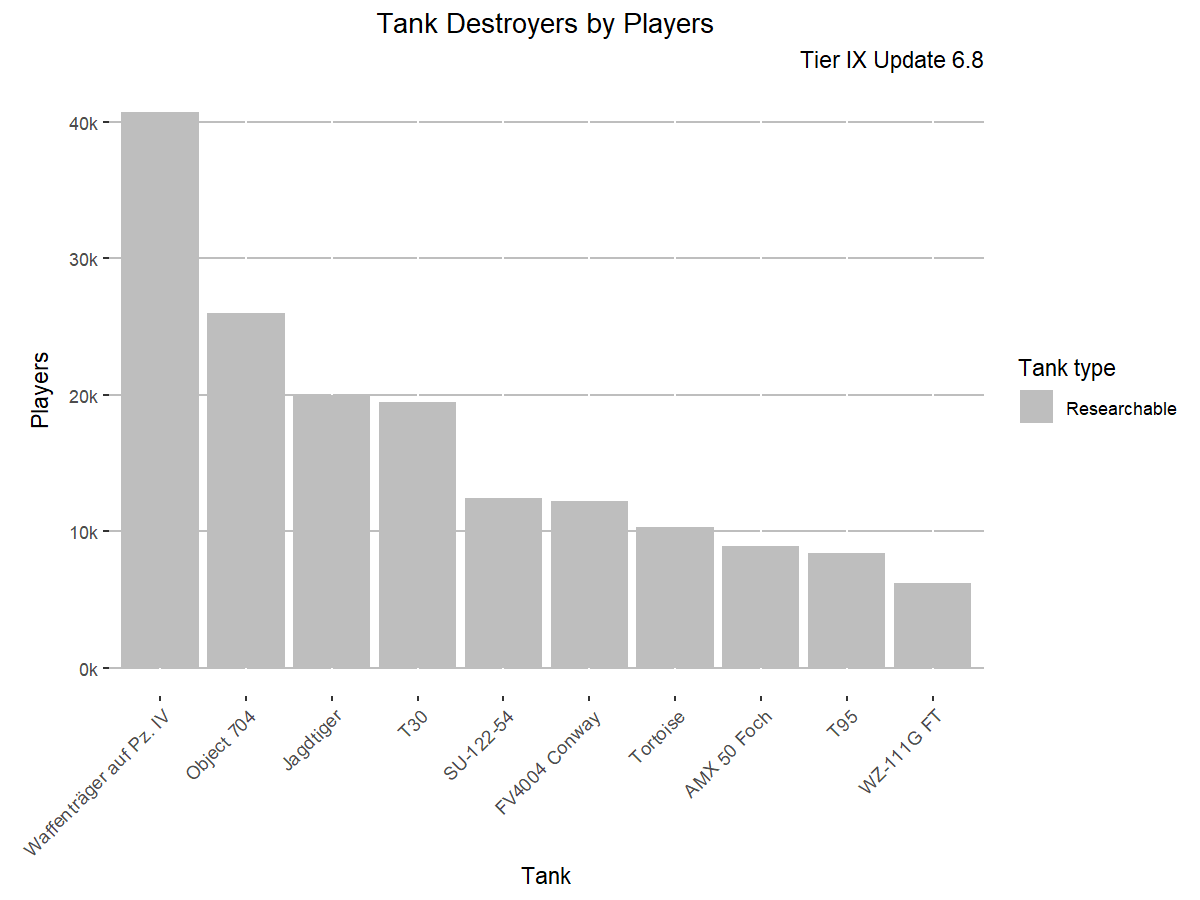 Tank Destroyers by Players
Tier IX Update 6.8
Players
40k
30k
20k
10k
0k
Waffenträger auf Pz. IV
Object 704
Jagdtiger
T30
SU-122-54
FV4004 Conway
Tortoise
AMX 50 Foch
T95
WZ-111G FT
Tank
Tank type
Researchable